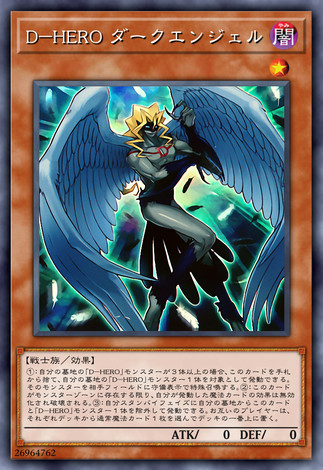 D-HERO ダークエンジェル
やみ
闇
【戦士族／効果】
①：自分の墓地の「D-HERO」モンスターが３体以上の場合、このカードを手札
から捨て、自分の墓地の「D-HERO」モンスター１体を対象として発動できる。
そのモンスターを相手フィールドに守備表示で特殊召喚する。②：このカード
がモンスターゾーンに存在する限り、自分が発動した魔法カードの効果は無効
化され破壊される。③：自分スタンバイフェイズに自分の墓地からこのカード
と「D-HERO」モンスター１体を除外して発動できる。お互いのプレイヤーは、
それぞれデッキから通常魔法カード１枚を選んでデッキの一番上に置く。
ATK/ 0 DEF/ 0
26964762